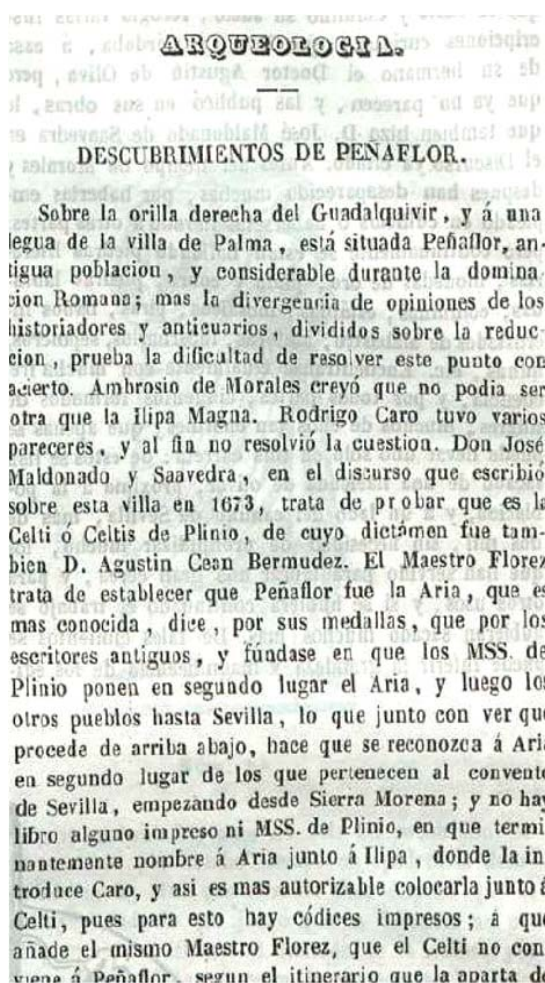 ARQUEOLOGIA.
DESCUBRIMIENTOS DE PEÑAFLOR.
Sobre la orilla derecha del Guadalquivir, y á una
legua de la villa de Palma, está situada Peñaflor, an-
tigua poblacion, y considerable durante la domina
cion Romana; mas la divergencia de opiniones de los
historiadores y anticuarios, divididos sobre la reduc-
cion, prueba la dificultad de resolver este punto con
acierto. Ambrosio de Morales creyó que no podia ser
otra que la Ilipa Magna. Rodrigo Caro tuvo varios
pareceres, y al fin no resolvió la cuestion. Don José
Maldonado y Saavedra, en el discurso que escribió
sobre esta villa en 1673, trata de probar que es la
Celti ó Celtis de Plinio, de cuyo dictámen fue tam-
bien D. Agustin Cean Bermudez. El Maestro Florez
trata de establecer que Peñaflor fue la Aria, que es
mas conocida, dice, por sus medallas, que por los
escritores antiguos, y fúndase en que los MSS. de
Plinio ponen en segundo lugar el Aria, y luego los
otros pueblos hasta Sevilla, lo que junto con ver que
procede de arriba abajo, hace que se reconozca á Aria
en segundo lugar de los que pertenecen al convento
de Sevilla, empezando desde Sierra Morena; y no hay
libro alguno impreso ni MSS. de Plinio, en que termi
nantemente nombre á Aria junto á Ilipa, donde la in
troduce Caro, y asi es mas autorizable colocarla junto á
Celti, pues para esto hay códices impresos; á que
añade el mismo Maestro Florez, que el Celti no con
viene á Peñaflor, segun el itinerario que la aparta de